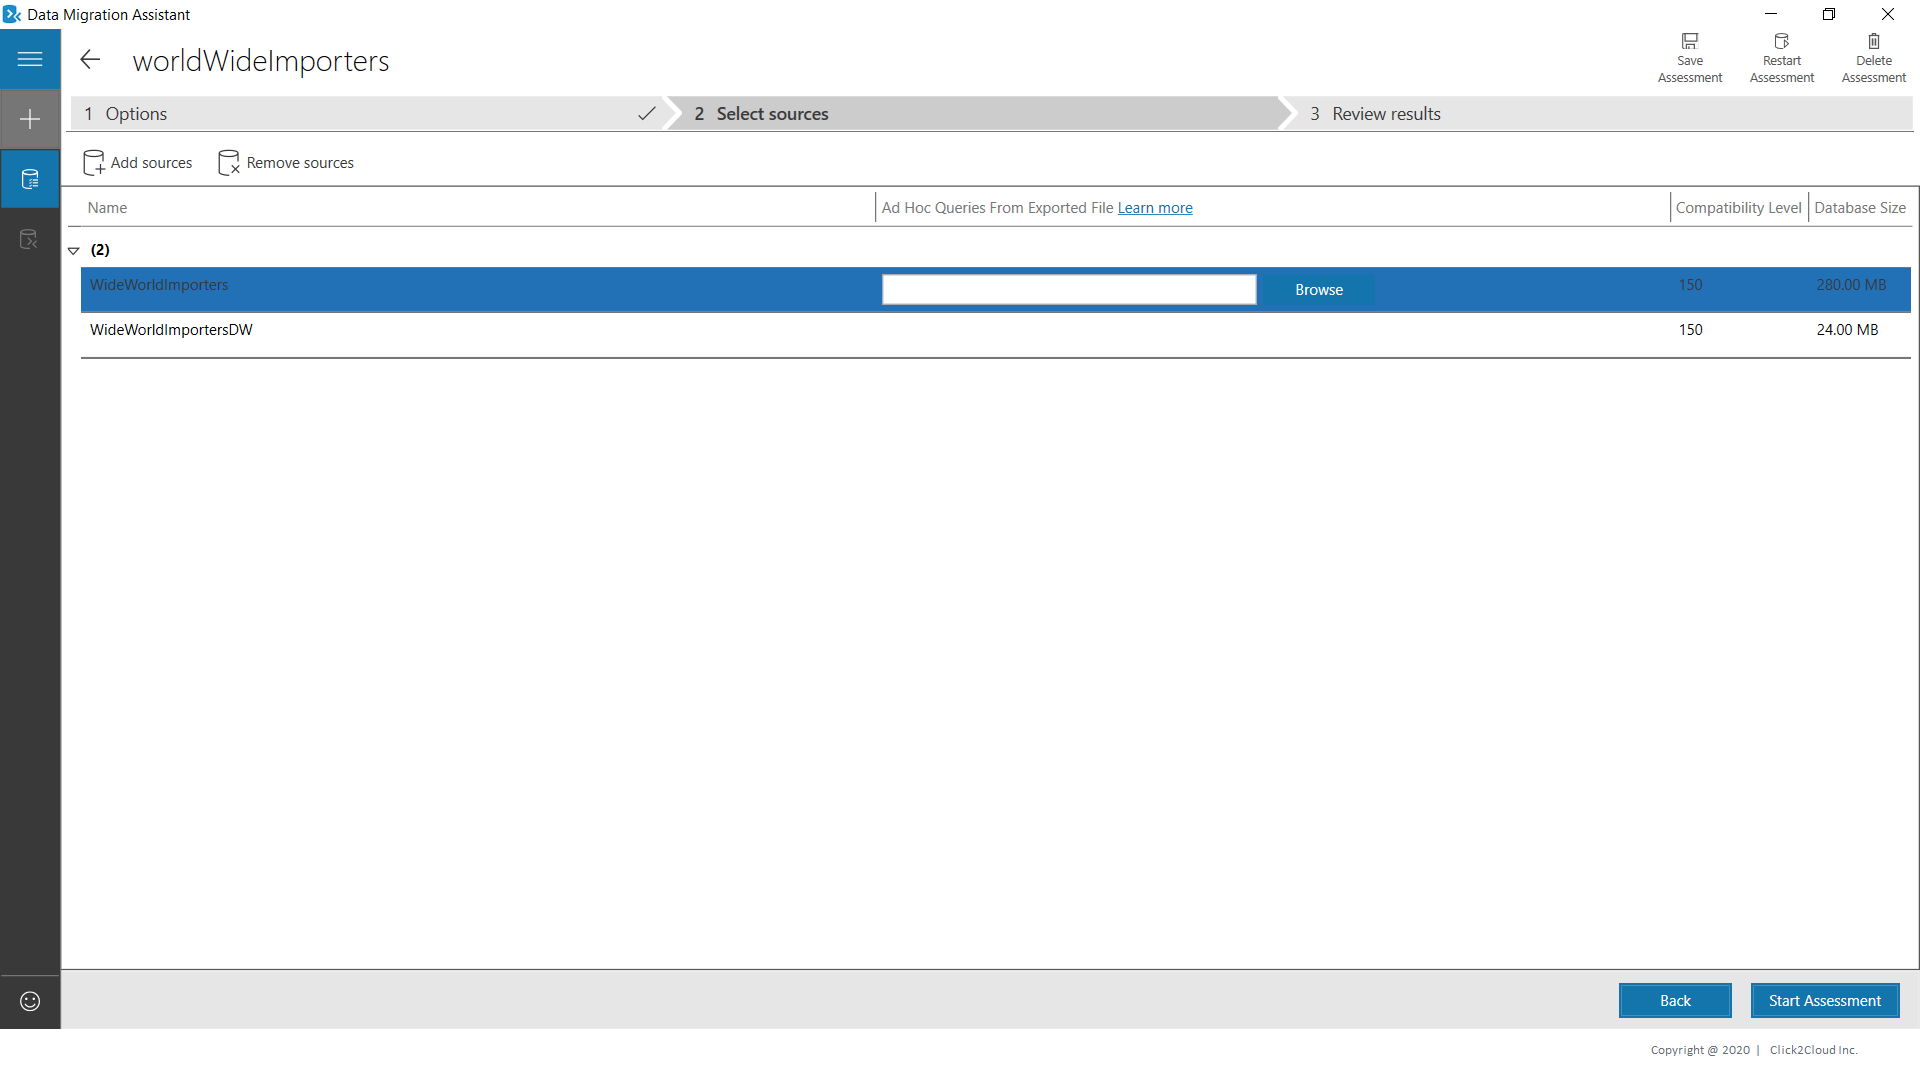 Data Migration Assistant
worldWideImporters
Save Assessment
Restart Assessment
Delete Assessment
1 Options
2 Select sources
3 Review results
Add sources
Remove sources
Name
Ad Hoc Queries From Exported File Learn more
Compatibility Level
Database Size
(2)
WideWorldImporters Browse 150 280.00 MB
WideWorldImportersDW 150 24.00 MB
Back
Start Assessment
Copyright @ 2020 | Click2Cloud Inc.